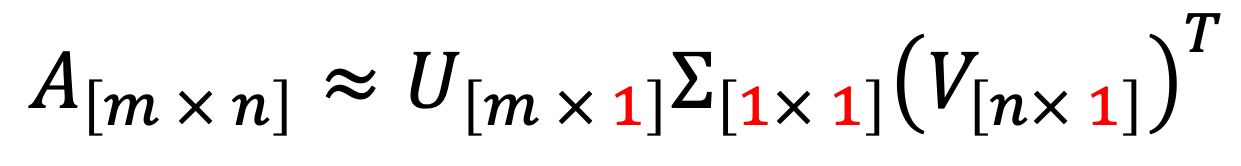 A[m × n] ≈ U[m × 1]Σ[1× 1](V[n× 1])ᵀ